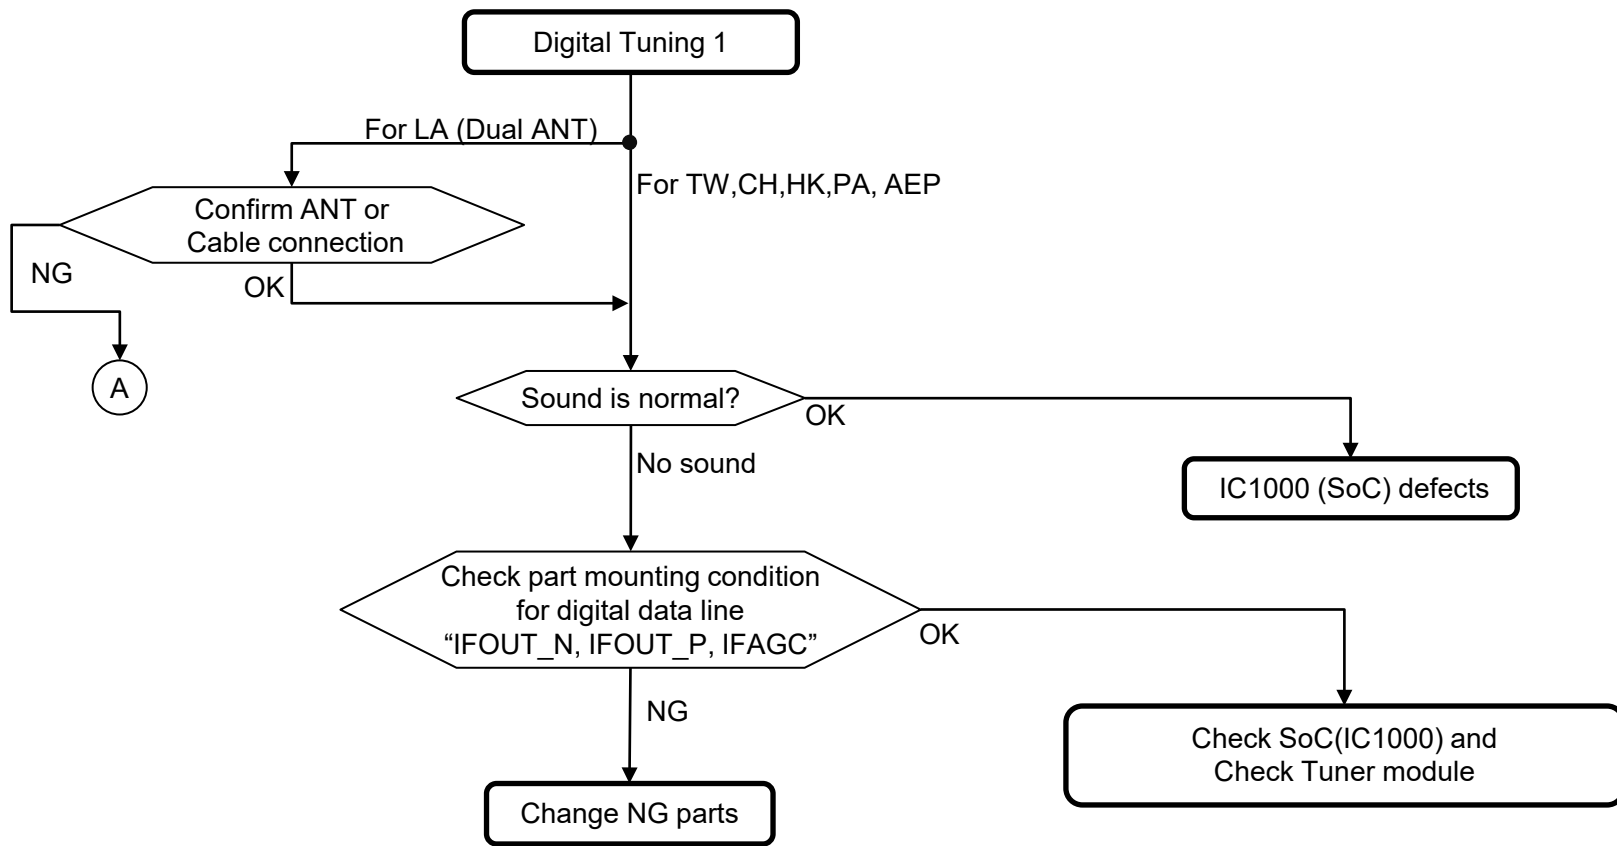 Digital Tuning 1
For LA (Dual ANT)
For TW,CH,HK,PA, AEP
Confirm ANT or
Cable connection
NG
OK
A
Sound is normal?
OK
No sound
IC1000 (SoC) defects
Check part mounting condition
for digital data line
“IFOUT_N, IFOUT_P, IFAGC”
OK
NG
Check SoC(IC1000) and
Check Tuner module
Change NG parts